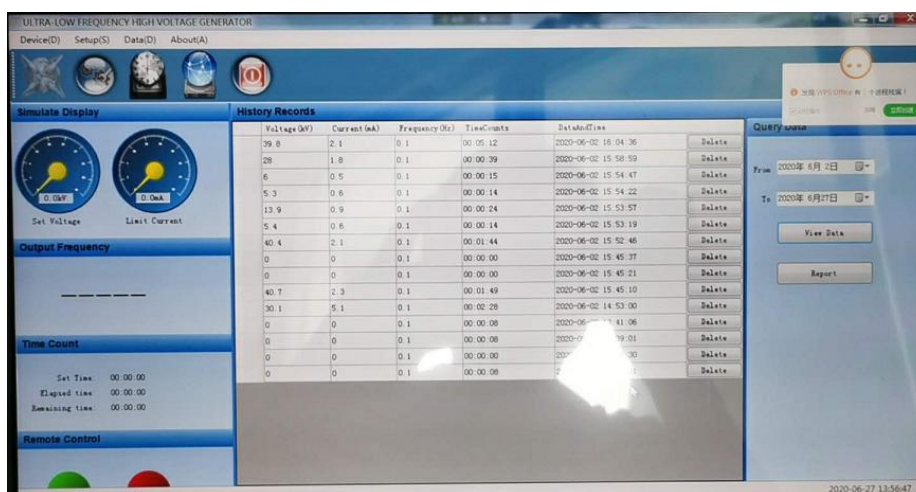 ULTRA-LOW FREQUENCY HIGH VOLTAGE GENERATOR
Device(D) Setup(S) Data(D) About(A)
Simulate Display
0.0kV 0.0mA
Set Voltage Limit Current
Output Frequency
-----
Time Count
Set Time: 00:00:00
Elapsed time: 00:00:00
Remaining time: 00:00:00
Remote Control
History Records
Voltage(kV) Current(mA) Frequency(Hz) TimeCounts DataAndTime
39.8 2.1 0.1 00:05:12 2020-06-02 16:04:36 Delete
28 1.8 0.1 00:00:39 2020-06-02 15:58:59 Delete
6 0.5 0.1 00:00:15 2020-06-02 15:54:47 Delete
5.3 0.6 0.1 00:00:14 2020-06-02 15:54:22 Delete
13.9 0.9 0.1 00:00:24 2020-06-02 15:53:57 Delete
5.4 0.6 0.1 00:00:14 2020-06-02 15:53:19 Delete
40.4 2.1 0.1 00:01:44 2020-06-02 15:52:46 Delete
0 0 0.1 00:00:00 2020-06-02 15:45:37 Delete
0 0 0.1 00:00:00 2020-06-02 15:45:21 Delete
40.7 2.3 0.1 00:01:49 2020-06-02 15:45:10 Delete
30.1 5.1 0.1 00:02:28 2020-06-02 14:53:00 Delete
0 0 0.1 00:00:08 41:06 Delete
0 0 0.1 00:00:08 Delete
0 0 0.1 00:00:00 Delete
0 0 0.1 00:00:08 Delete
WPS Office
Query Data
From 2020年 6月 2日
To 2020年 6月27日
View Data
Report
2020-06-27 13:56:47